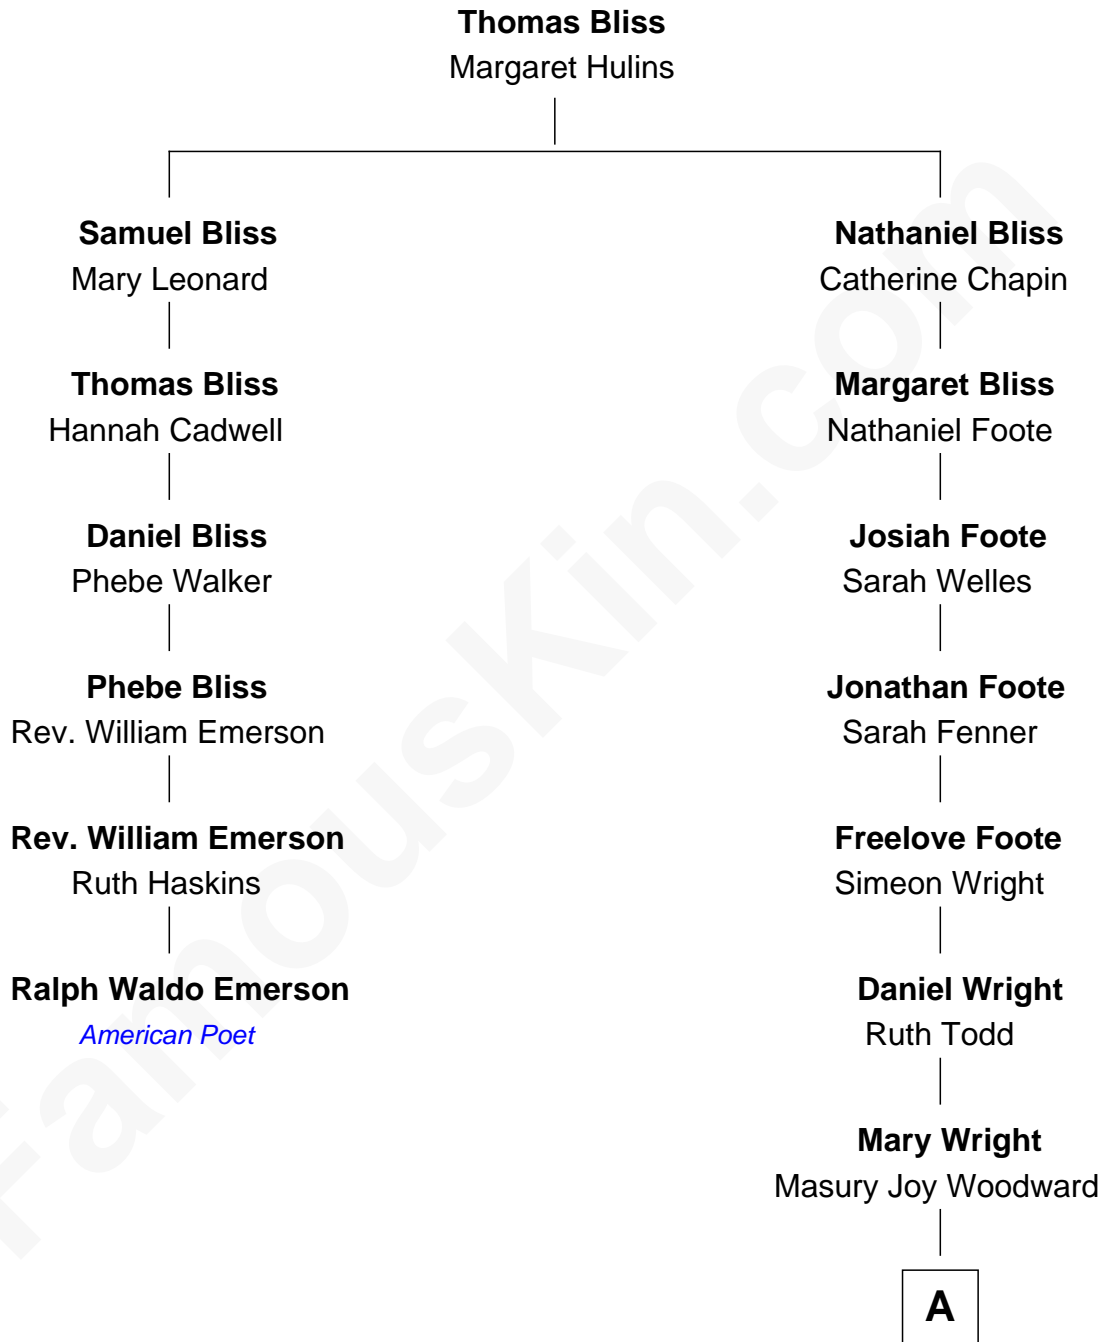 Thomas Bliss
Margaret Hulins
Samuel Bliss
Mary Leonard
Thomas Bliss
Hannah Cadwell
Daniel Bliss
Phebe Walker
Phebe Bliss
Rev. William Emerson
Rev. William Emerson
Ruth Haskins
Ralph Waldo Emerson
American Poet
Nathaniel Bliss
Catherine Chapin
Margaret Bliss
Nathaniel Foote
Josiah Foote
Sarah Welles
Jonathan Foote
Sarah Fenner
Freelove Foote
Simeon Wright
Daniel Wright
Ruth Todd
Mary Wright
Masury Joy Woodward
A
FamousKin.com